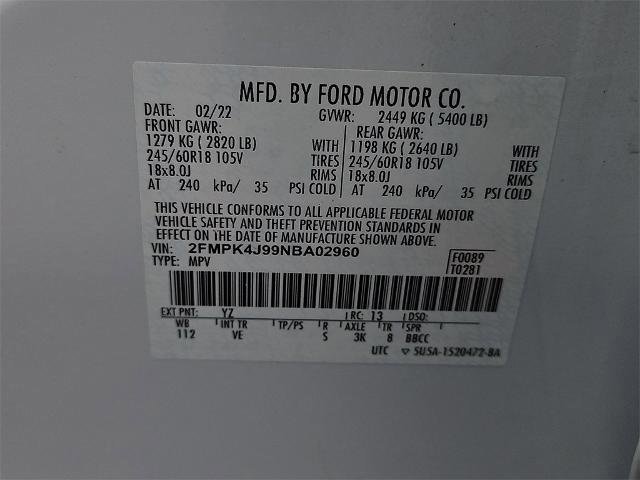 MFD. BY FORD MOTOR CO.
DATE: 02/22 GVWR: 2449 KG ( 5400 LB)
FRONT GAWR: REAR GAWR:
1279 KG ( 2820 LB) WITH 1198 KG ( 2640 LB) WITH
245/60R18 105V TIRES 245/60R18 105V TIRES
18x8.0J RIMS 18x8.0J RIMS
AT 240 kPa/ 35 PSI COLD AT 240 kPa/ 35 PSI COLD
THIS VEHICLE CONFORMS TO ALL APPLICABLE FEDERAL MOTOR
VEHICLE SAFETY AND THEFT PREVENTION STANDARDS IN
EFFECT ON THE DATE OF MANUFACTURE SHOWN ABOVE.
VIN: 2FMPK4J99NBA02960 F0089
TYPE: MPV T0281
EXT PNT: YZ RC: 13 DSO:
WB INT TR TP/PS R AXLE TR SPR
112 VE S 3K 8 BBCC
UTC ▽ SU5A-1520472-BA